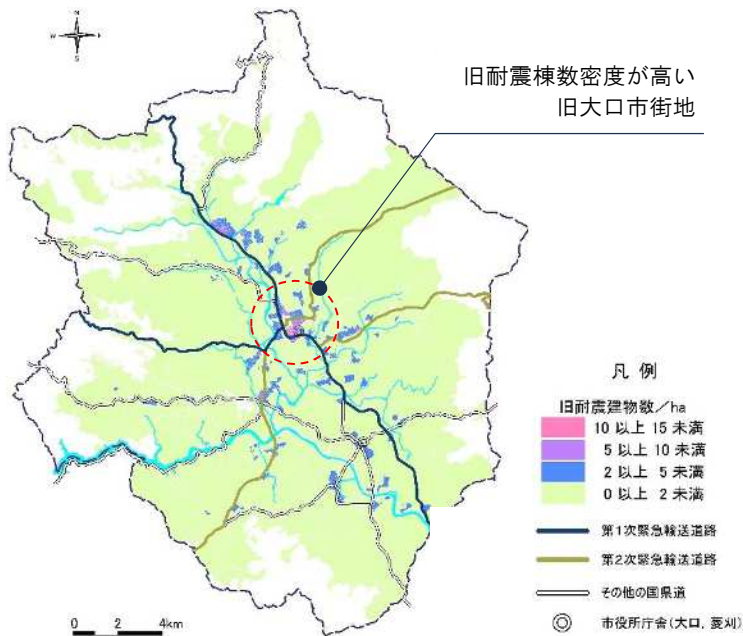 N
S
旧耐震棟数密度が高い
旧大口市街地
凡 例
旧耐震建物数／ha
10 以上 15 未満
5 以上 10 未満
2 以上 5 未満
0 以上 2 未満
第1次緊急輸送道路
第2次緊急輸送道路
その他の国県道
市役所庁舎(大口, 菱刈)
0 2 4km